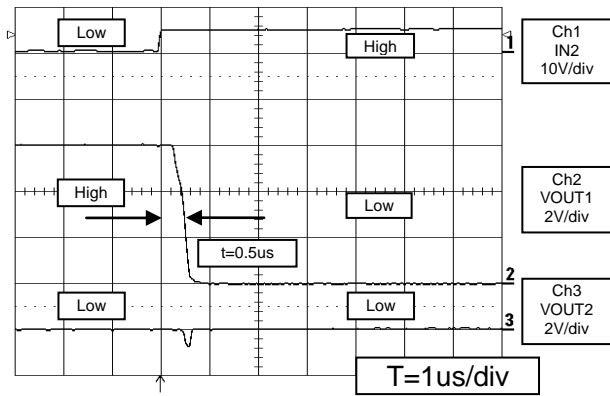 Low
High
1
Ch1
IN2
10V/div
High
Low
t=0.5us
Ch2
VOUT1
2V/div
2
Low
Low
3
Ch3
VOUT2
2V/div
T=1us/div